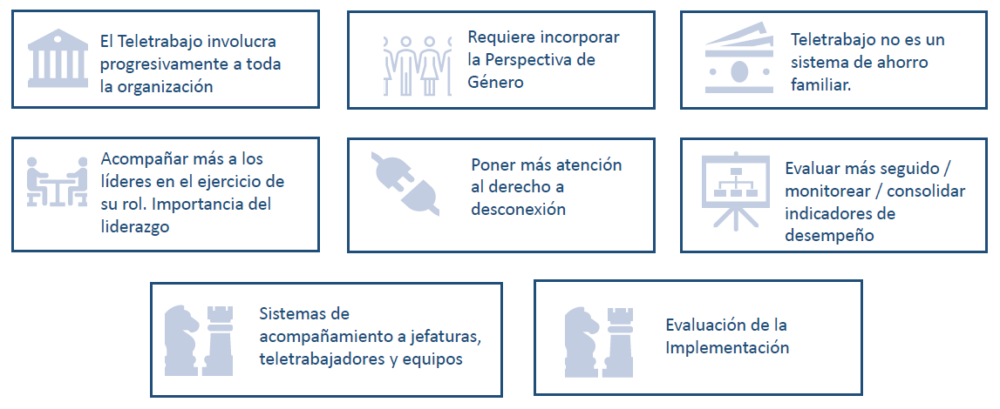 El Teletrabajo involucra
progresivamente a toda
la organización
Requiere incorporar
la Perspectiva de
Género
Teletrabajo no es un
sistema de ahorro
familiar.
Acompañar más a los
líderes en el ejercicio de
su rol. Importancia del
liderazgo
Poner más atención
al derecho a
desconexión
Evaluar más seguido /
monitorear / consolidar
indicadores de
desempeño
Sistemas de
acompañamiento a jefaturas,
teletrabajadores y equipos
Evaluación de la
Implementación